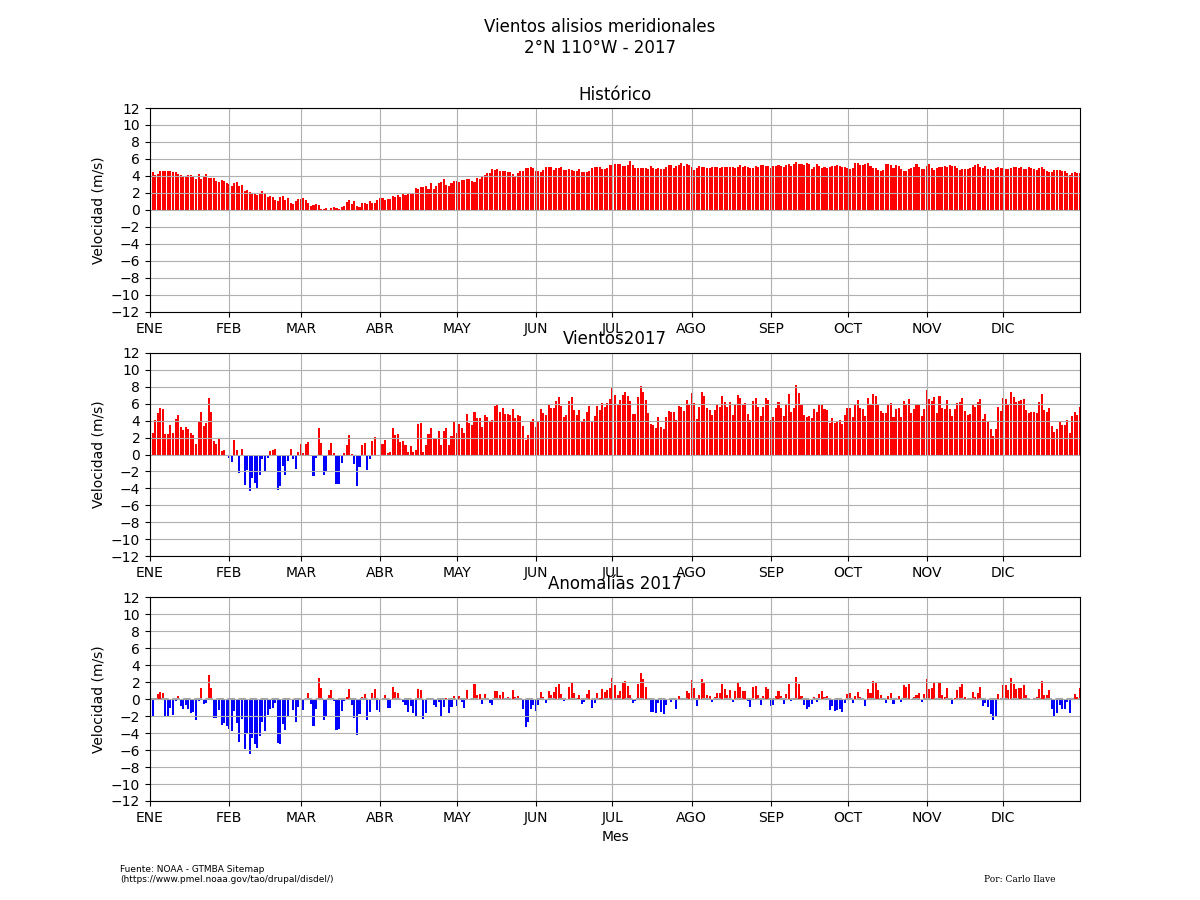 Vientos alisios meridionales
2°N 110°W - 2017
Histórico
12
10
8
6
4
2
0
−2
−4
−6
−8
−10
−12
Velocidad (m/s)
ENE FEB MAR ABR MAY JUN JUL AGO SEP OCT NOV DIC
Vientos2017
12
10
8
6
4
2
0
−2
−4
−6
−8
−10
−12
Velocidad (m/s)
ENE FEB MAR ABR MAY JUN JUL AGO SEP OCT NOV DIC
Anomalías 2017
12
10
8
6
4
2
0
−2
−4
−6
−8
−10
−12
Velocidad (m/s)
ENE FEB MAR ABR MAY JUN JUL AGO SEP OCT NOV DIC
Mes
Fuente: NOAA - GTMBA Sitemap
(https://www.pmel.noaa.gov/tao/drupal/disdel/)
Por: Carlo Ilave